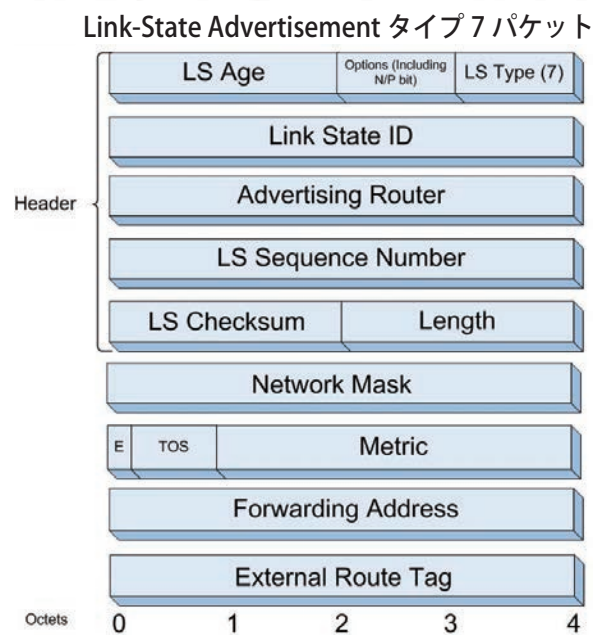 Link-State Advertisement タイプ 7 パケット
LS Age
Options (Including
N/P bit)
LS Type (7)
Link State ID
Header
Advertising Router
LS Sequence Number
LS Checksum
Length
Network Mask
E
TOS
Metric
Forwarding Address
External Route Tag
Octets 0 1 2 3 4